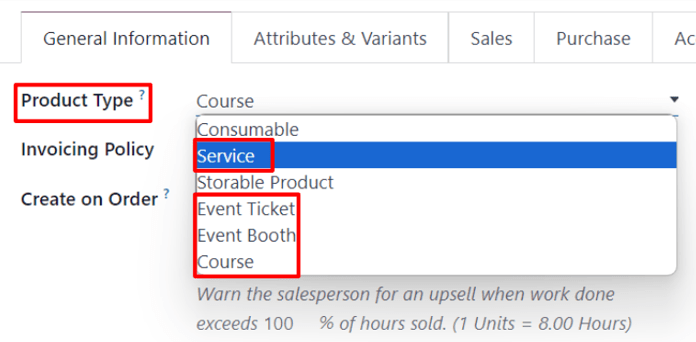 General Information Attributes & Variants Sales Purchase Ac
Product Type ? Course
Consumable
Invoicing Policy Service
Storable Product
Create on Order ? Event Ticket
Event Booth
Course
Warn the salesperson for an upsell when work done
exceeds 100 % of hours sold. (1 Units = 8.00 Hours)